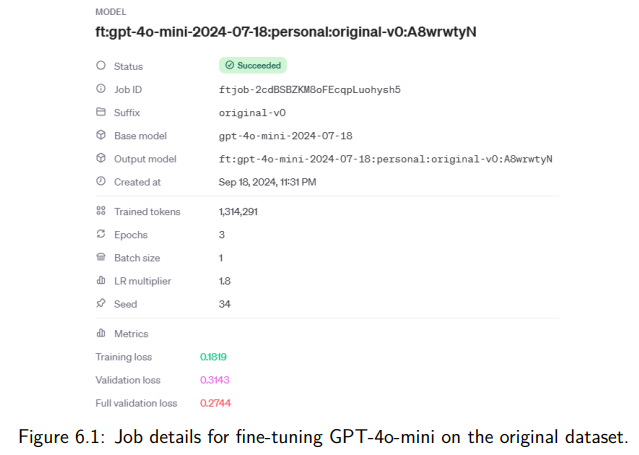 MODEL
ft:gpt-4o-mini-2024-07-18:personal:original-v0:A8wrwtyN
Status Succeeded
Job ID ftjob-2cdBSBZKM8oFEcqpLuohysh5
Suffix original-v0
Base model gpt-4o-mini-2024-07-18
Output model ft:gpt-4o-mini-2024-07-18:personal:original-v0:A8wrwtyN
Created at Sep 18, 2024, 11:31 PM
Trained tokens 1,314,291
Epochs 3
Batch size 1
LR multiplier 1.8
Seed 34
Metrics
Training loss 0.1819
Validation loss 0.3143
Full validation loss 0.2744
Figure 6.1: Job details for fine-tuning GPT-4o-mini on the original dataset.